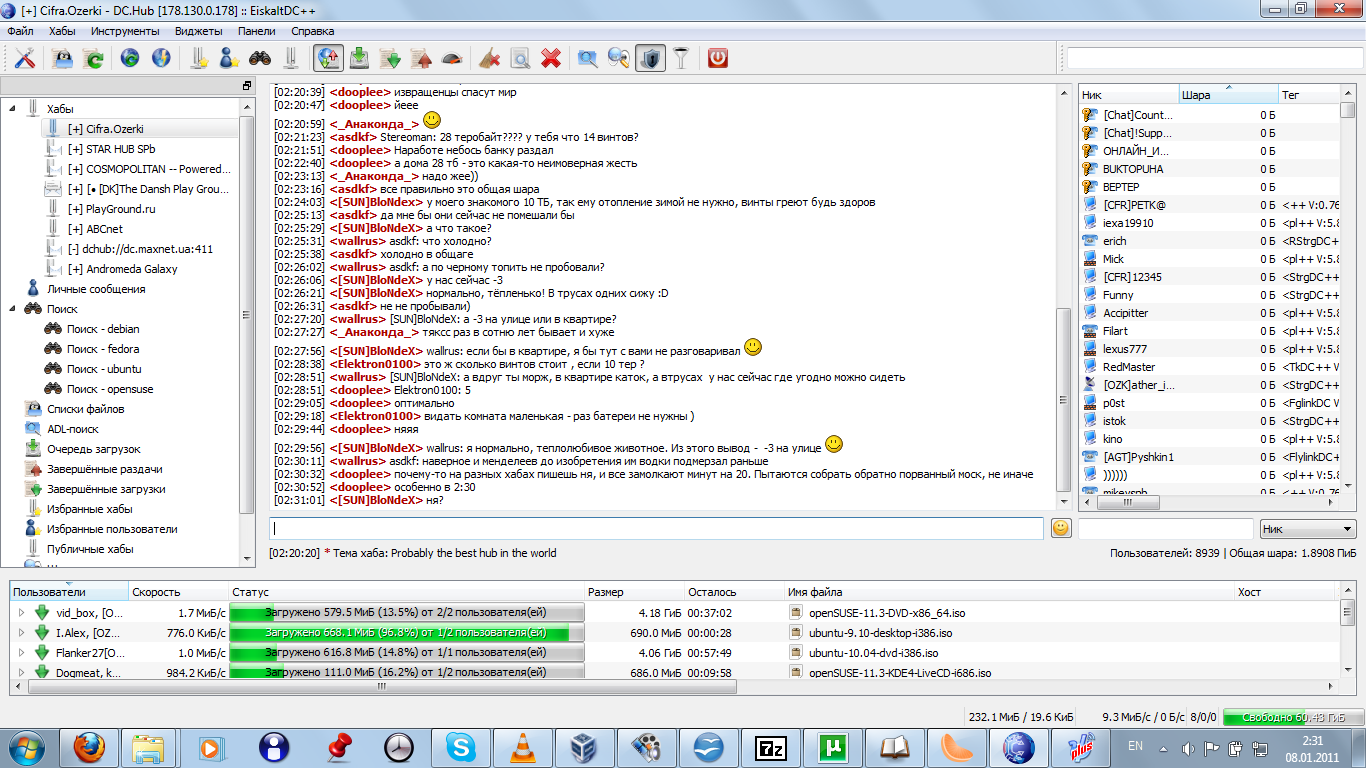 [+] Cifra.Ozerki - DC.Hub [178.130.0.178] :: EiskaltDC++
Файл Хабы Инструменты Виджеты Панели Справка
Хабы
[+] Cifra.Ozerki
[+] STAR HUB SPb
[+] COSMOPOLITAN -- Powered...
[+] [• [DK]The Dansh Play Grou...
[+] PlayGround.ru
[+] ABCnet
[-] dchub://dc.maxnet.ua:411
[+] Andromeda Galaxy
Личные сообщения
Поиск
Поиск - debian
Поиск - fedora
Поиск - ubuntu
Поиск - opensuse
Списки файлов
ADL-поиск
Очередь загрузок
Завершённые раздачи
Завершённые загрузки
Избранные хабы
Избранные пользователи
Публичные хабы
[02:20:39] <dooplee> извращенцы спасут мир
[02:20:47] <dooplee> йеее
[02:20:59] <_Анаконда_>
[02:21:23] <asdkf> Stereoman: 28 теробайт???? у тебя что 14 винтов?
[02:21:51] <dooplee> Наработе небось банку раздал
[02:22:40] <dooplee> а дома 28 тб - это какая-то неимоверная жесть
[02:23:13] <_Анаконда_> надо жее))
[02:23:16] <asdkf> все правильно это общая шара
[02:24:03] <[SUN]BloNdeX> у моего знакомого 10 ТБ, так ему отопление зимой не нужно, винты греют будь здоров
[02:25:13] <asdkf> да мне бы они сейчас не помешали бы
[02:25:29] <[SUN]BloNdeX> а что такое?
[02:25:31] <wallrus> asdkf: что холодно?
[02:25:38] <asdkf> холодно в общаге
[02:26:02] <wallrus> asdkf: а по черному топить не пробовали?
[02:26:06] <[SUN]BloNdeX> у нас сейчас -3
[02:26:21] <[SUN]BloNdeX> нормально, тёпленько! В трусах одних сижу :D
[02:26:31] <asdkf> не не пробывали)
[02:27:20] <wallrus> [SUN]BloNdeX: а -3 на улице или в квартире?
[02:27:27] <_Анаконда_> тяксс раз в сотню лет бывает и хуже
[02:27:56] <[SUN]BloNdeX> wallrus: если бы в квартире, я бы тут с вами не разговаривал
[02:28:38] <Elektron0100> это ж сколько винтов стоит , если 10 тер ?
[02:28:51] <wallrus> [SUN]BloNdeX: а вдруг ты морж, в квартире каток, а втрусах у нас сейчас где угодно можно сидеть
[02:28:51] <dooplee> Elektron0100: 5
[02:29:05] <dooplee> оптимально
[02:29:18] <Elektron0100> видать комната маленькая - раз батереи не нужны )
[02:29:44] <dooplee> няяя
[02:29:56] <[SUN]BloNdeX> wallrus: я нормально, теплолюбивое животное. Из этого вывод - -3 на улице
[02:30:11] <wallrus> asdkf: наверное и менделеев до изобретения им водки подмерзал раньше
[02:30:32] <dooplee> почему-то на разных хабах пишешь ня, и все замолкают минут на 20. Пытаются собрать обратно порванный моск, не иначе
[02:30:52] <dooplee> особенно в 2:30
[02:31:01] <[SUN]BloNdeX> ня?
[02:20:20] * Тема хаба: Probably the best hub in the world
Ник Шара Тег
[Chat]Count... 0 Б
[Chat]!Supp... 0 Б
ОНЛАЙН_И... 0 Б
BUKTOPUHA 0 Б
ВЕРТЕР 0 Б
[CFR]PETK@ 0 Б <++ V:0.76
iexa19910 0 Б <pl++ V:5.8
erich 0 Б <RStrgDC+
Mick 0 Б <pl++ V:5.8
[CFR]12345 0 Б <StrgDC++
Funny 0 Б <StrgDC++
Accipiter 0 Б <pl++ V:5.8
Filart 0 Б <pl++ V:5.8
lexus777 0 Б <pl++ V:5.8
RedMaster 0 Б <TkDC++ V
[OZK]ather_i... 0 Б <StrgDC++
p0st 0 Б <FglinkDC V
istok 0 Б <StrgDC++
kino 0 Б <pl++ V:5.8
[AGT]Pyshkin1 0 Б <FlylinkDC+
)))))) 0 Б <pl++ V:5.8
mikeyspb 0 Б <++ V:0.76
Ник
Пользователей: 8939 | Общая шара: 1.8908 ПиБ
Пользователи Скорость Статус Размер Осталось Имя файла Хост
vid_box, [O... 1.7 МиБ/с Загружено 579.5 МиБ (13.5%) от 2/2 пользователя(ей) 4.18 ГиБ 00:37:02 openSUSE-11.3-DVD-x86_64.iso
I.Alex, [OZ... 776.0 КиБ/с Загружено 668.1 МиБ (96.8%) от 1/2 пользователя(ей) 690.0 МиБ 00:00:28 ubuntu-9.10-desktop-i386.iso
Flanker27[O... 1.0 МиБ/с Загружено 616.8 МиБ (14.8%) от 1/1 пользователя(ей) 4.06 ГиБ 00:57:49 ubuntu-10.04-dvd-i386.iso
Dogmeat, k... 984.2 КиБ/с Загружено 111.0 МиБ (16.2%) от 1/2 пользователя(ей) 686.0 МиБ 00:09:58 openSUSE-11.3-KDE4-LiveCD-i686.iso
232.1 МиБ / 19.6 КиБ 9.3 МиБ/с / 0 Б/с 8/0/0 Свободно 60.43 ГиБ
7z
plus
EN
2:31
08.01.2011